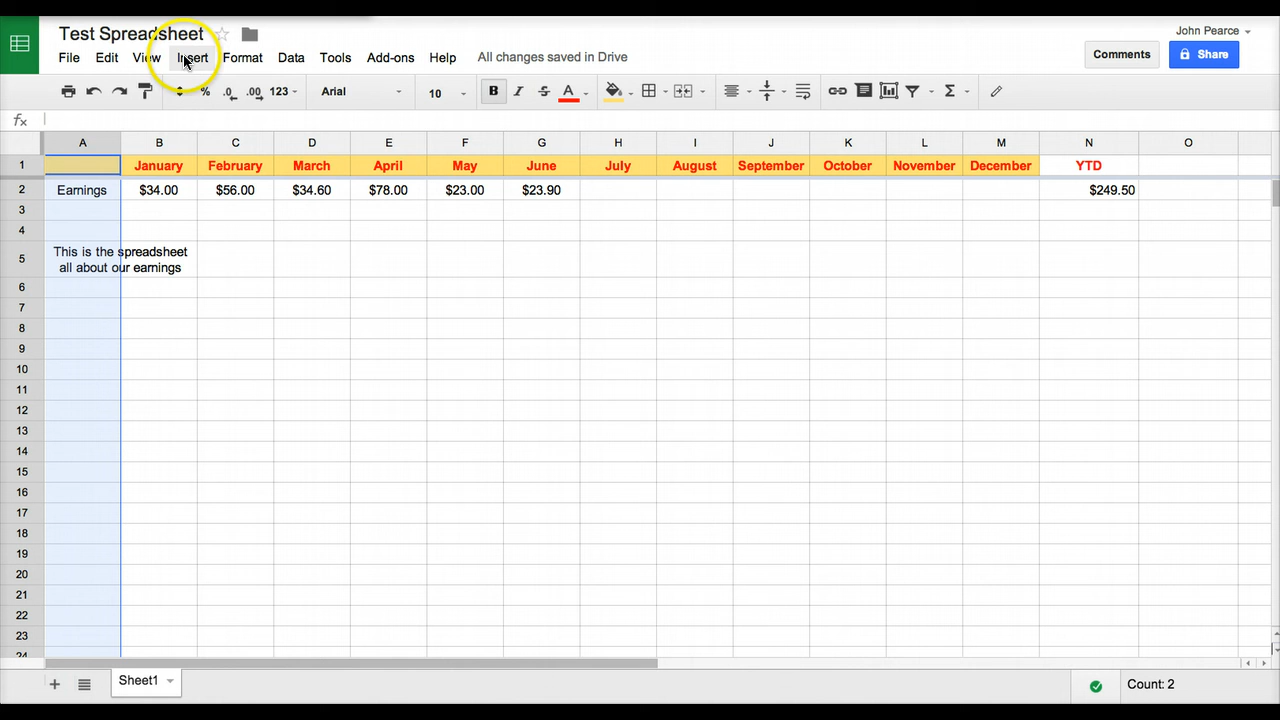 Test Spreadsheet
John Pearce
File Edit View Insert Format Data Tools Add-ons Help All changes saved in Drive
Comments Share
% .0 .00 123 Arial 10 B I S A Σ
fx
A B C D E F G H I J K L M N O
1 January February March April May June July August September October November December YTD
2 Earnings $34.00 $56.00 $34.60 $78.00 $23.00 $23.90 $249.50
3
4
5 This is the spreadsheet
all about our earnings
6
7
8
9
10
11
12
13
14
15
16
17
18
19
20
21
22
23
24
Sheet1 Count: 2